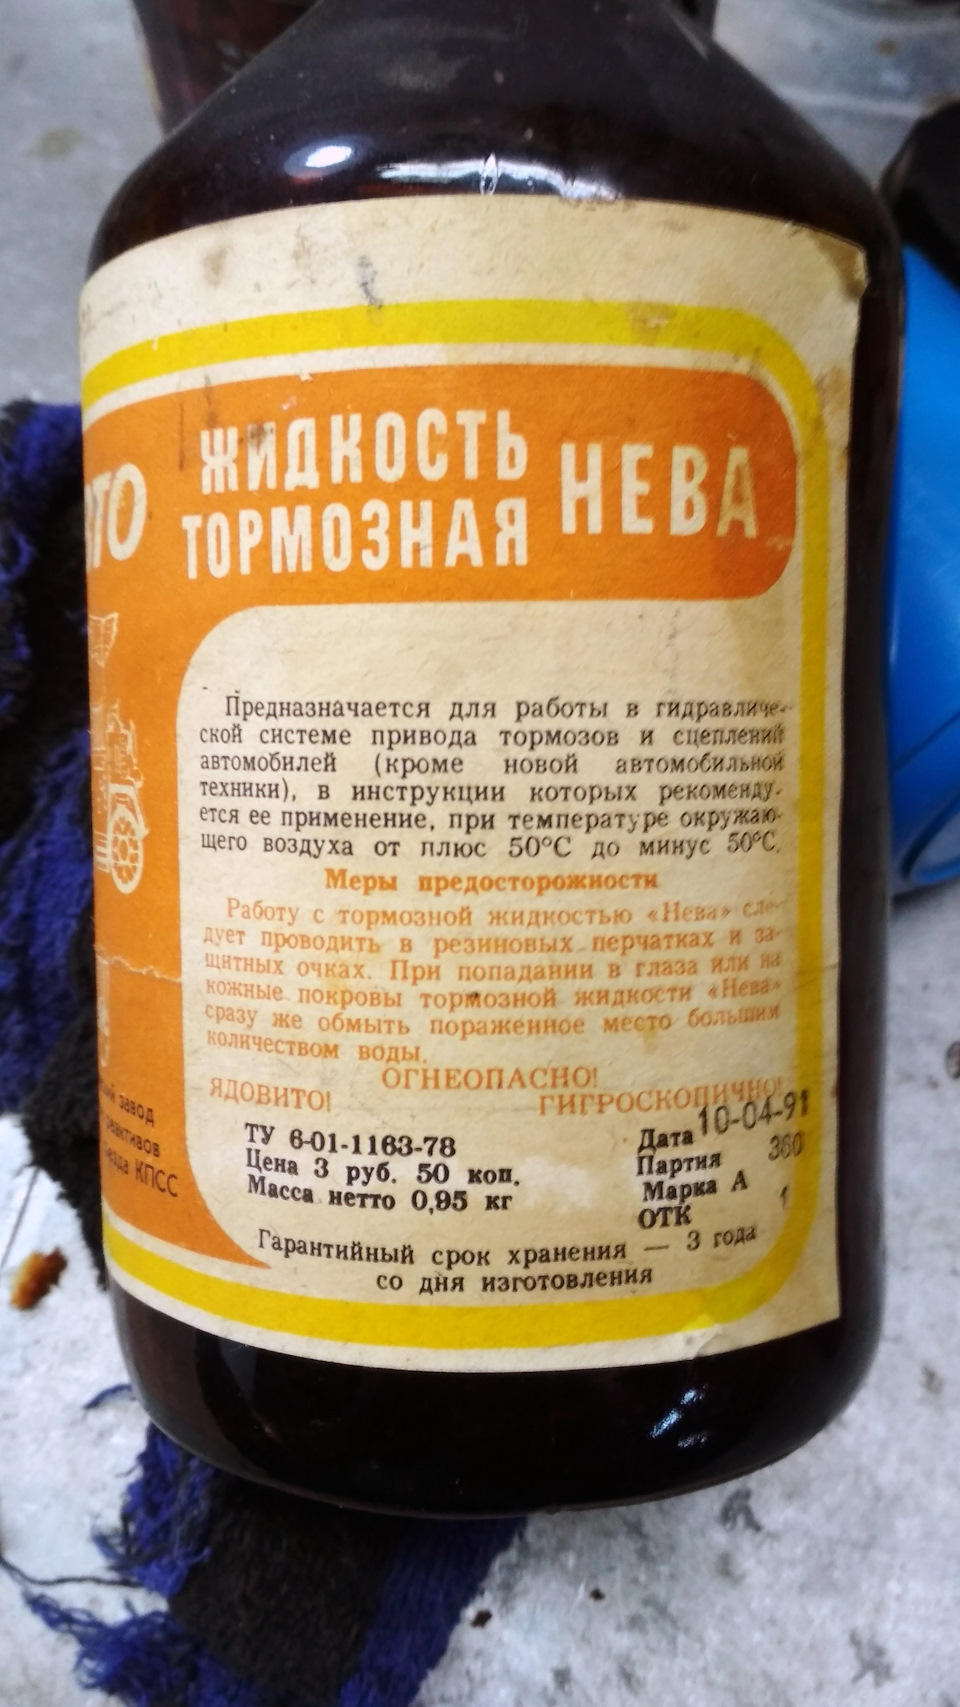 ЖИДКОСТЬ
ТОРМОЗНАЯ
НЕВА
Предназначается для работы в гидравличе-
ской системе привода тормозов и сцеплений
автомобилей (кроме новой автомобильной
техники), в инструкции которых рекоменду-
ется ее применение, при температуре окружаю-
щего воздуха от плюс 50°С до минус 50°С.
Меры предосторожности
Работу с тормозной жидкостью «Нева» сле-
дует проводить в резиновых перчатках и за-
щитных очках. При попадании в глаза или на
кожные покровы тормозной жидкости «Нева»
сразу же обмыть пораженное место большим
количеством воды.
ОГНЕОПАСНО!
ЯДОВИТО!
ГИГРОСКОПИЧНО!
ТУ 6-01-1163-78
Цена 3 руб. 50 коп.
Масса нетто 0,95 кг
Дата 10-04-91
Партия 360
Марка А
ОТК 1
Гарантийный срок хранения — 3 года
со дня изготовления
завод
КПСС